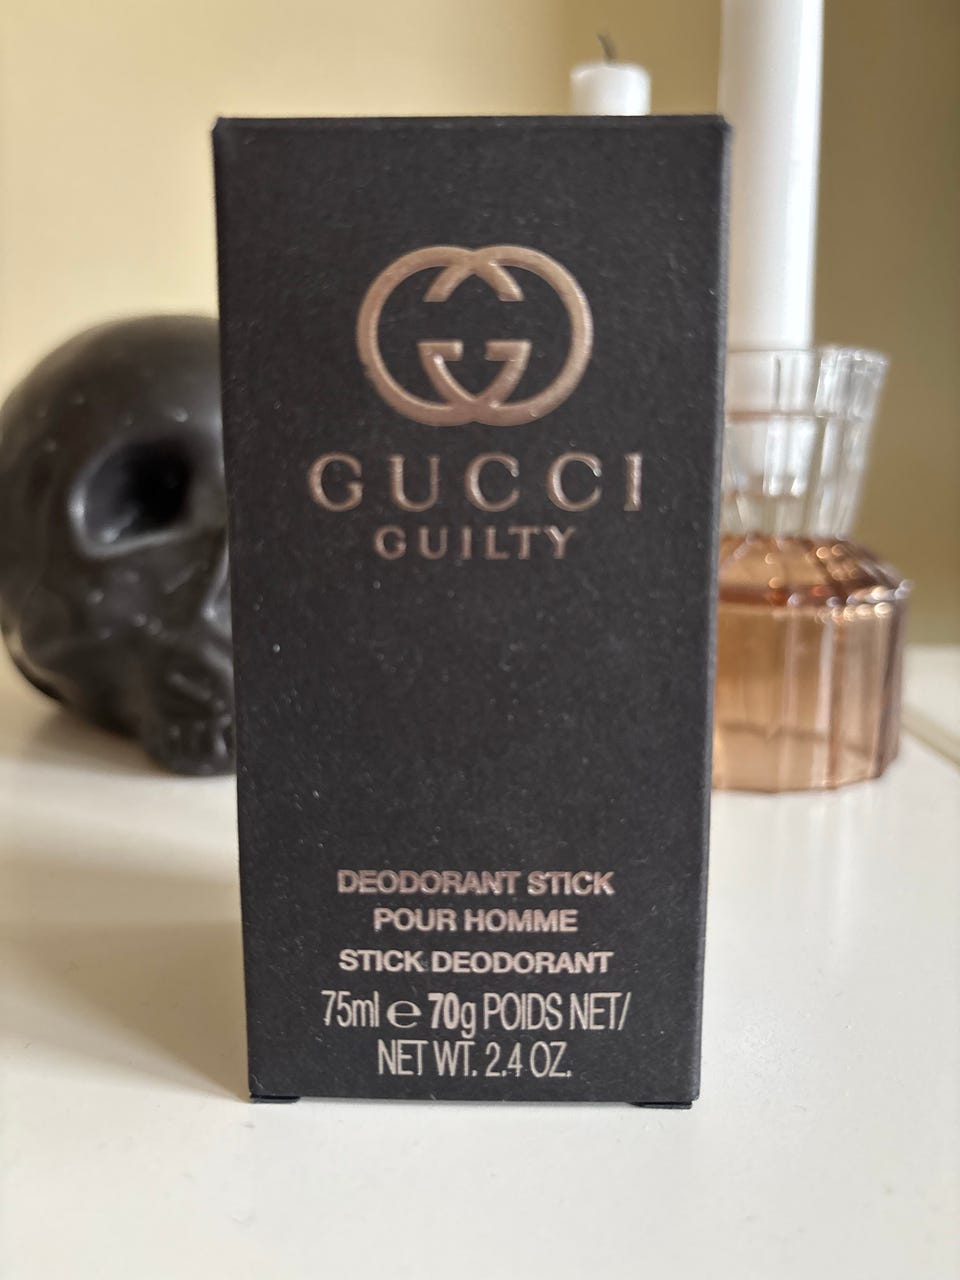 GUCCI
GUILTY
DEODORANT STICK
POUR HOMME
STICK DEODORANT
75ml ℮ 70g POIDS NET/
NET WT. 2.4 OZ.